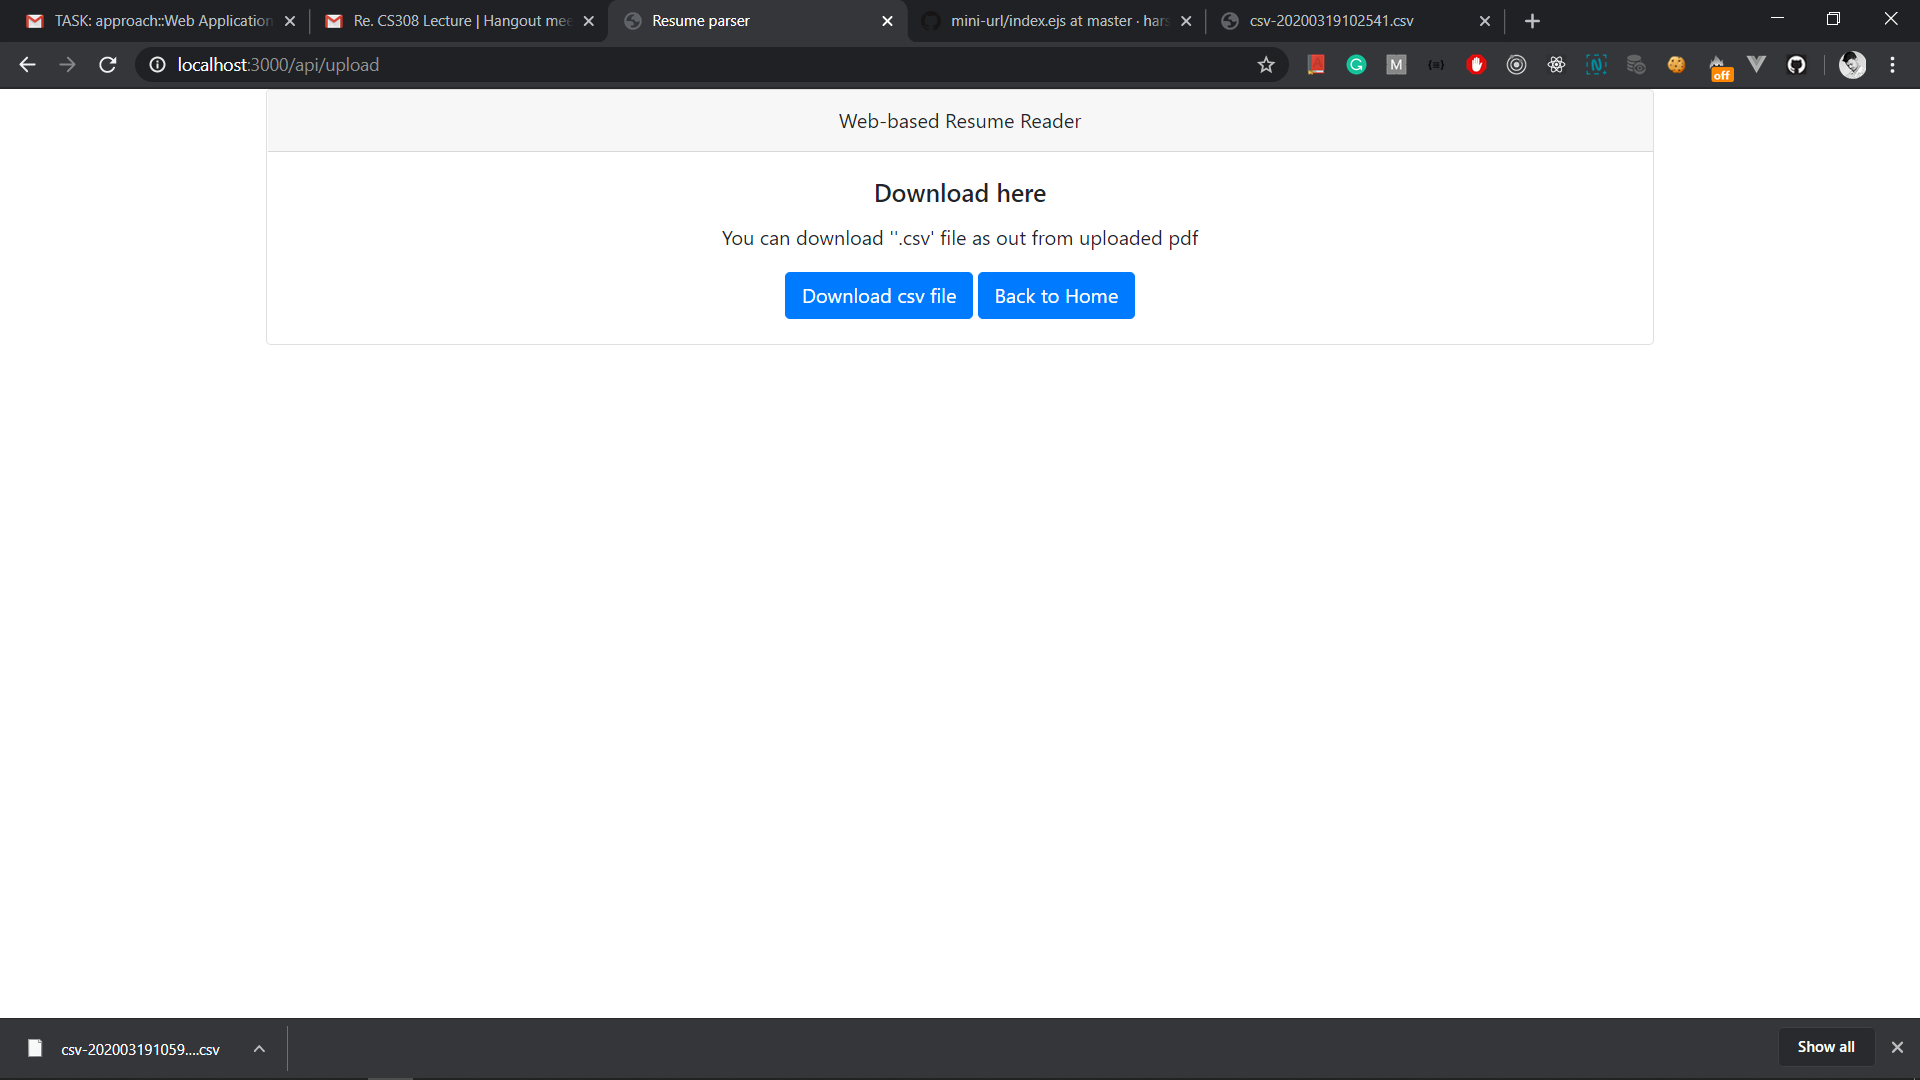 TASK: approach::Web Application
Re. CS308 Lecture | Hangout mee
Resume parser
mini-url/index.ejs at master · hars
csv-20200319102541.csv
localhost:3000/api/upload
G
M
N
off
Web-based Resume Reader
Download here
You can download ''.csv' file as out from uploaded pdf
Download csv file
Back to Home
csv-202003191059....csv
Show all